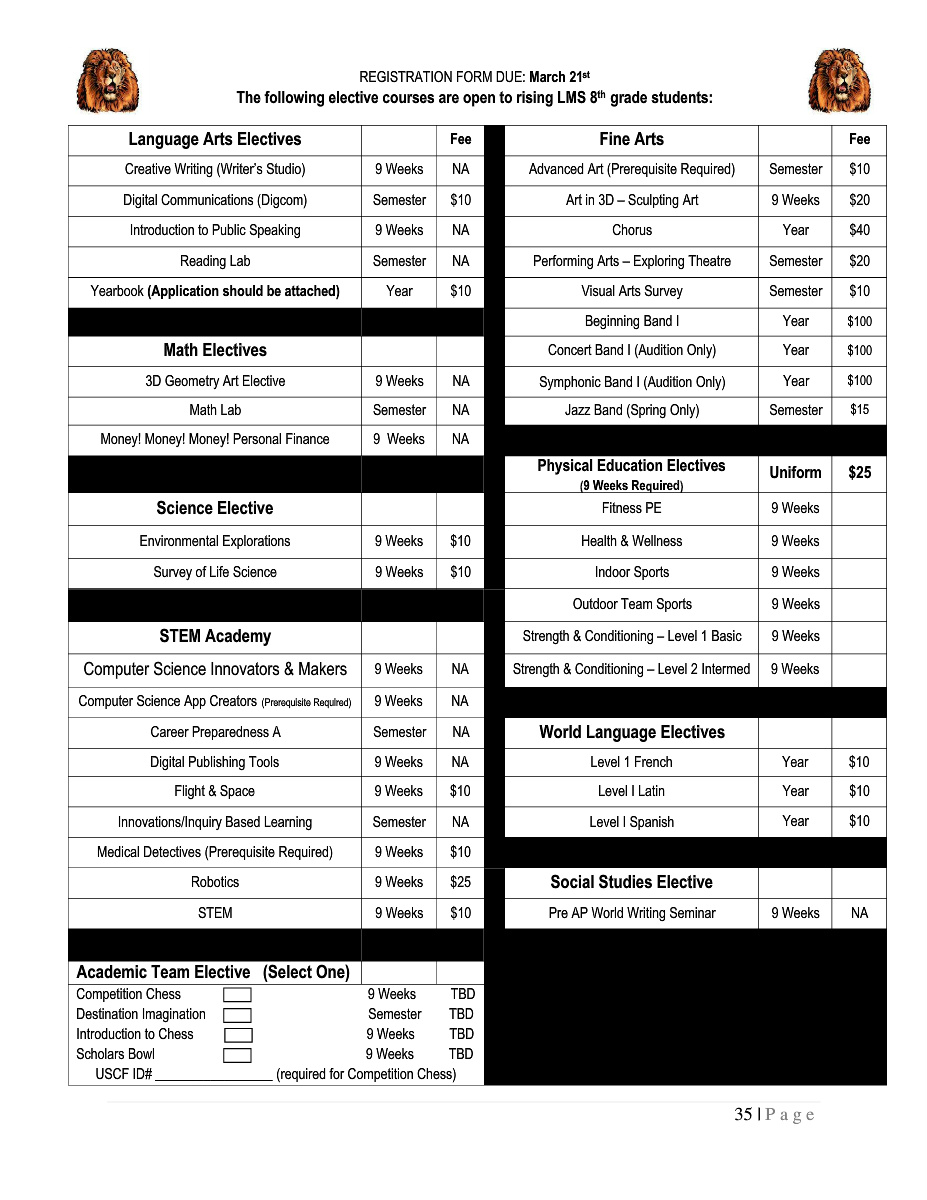 REGISTRATION FORM DUE: March 21st
The following elective courses are open to rising LMS 8th grade students:
Language Arts Electives Fee
Creative Writing (Writer's Studio) 9 Weeks NA
Digital Communications (Digcom) Semester $10
Introduction to Public Speaking 9 Weeks NA
Reading Lab Semester NA
Yearbook (Application should be attached) Year $10
Math Electives
3D Geometry Art Elective 9 Weeks NA
Math Lab Semester NA
Money! Money! Money! Personal Finance 9 Weeks NA
Science Elective
Environmental Explorations 9 Weeks $10
Survey of Life Science 9 Weeks $10
STEM Academy
Computer Science Innovators & Makers 9 Weeks NA
Computer Science App Creators (Prerequisite Required) 9 Weeks NA
Career Preparedness A Semester NA
Digital Publishing Tools 9 Weeks NA
Flight & Space 9 Weeks $10
Innovations/Inquiry Based Learning Semester NA
Medical Detectives (Prerequisite Required) 9 Weeks $10
Robotics 9 Weeks $25
STEM 9 Weeks $10
Academic Team Elective (Select One)
Competition Chess 9 Weeks TBD
Destination Imagination Semester TBD
Introduction to Chess 9 Weeks TBD
Scholars Bowl 9 Weeks TBD
USCF ID# _________________ (required for Competition Chess)
Fine Arts Fee
Advanced Art (Prerequisite Required) Semester $10
Art in 3D – Sculpting Art 9 Weeks $20
Chorus Year $40
Performing Arts – Exploring Theatre Semester $20
Visual Arts Survey Semester $10
Beginning Band I Year $100
Concert Band I (Audition Only) Year $100
Symphonic Band I (Audition Only) Year $100
Jazz Band (Spring Only) Semester $15
Physical Education Electives Uniform $25
(9 Weeks Required)
Fitness PE 9 Weeks
Health & Wellness 9 Weeks
Indoor Sports 9 Weeks
Outdoor Team Sports 9 Weeks
Strength & Conditioning – Level 1 Basic 9 Weeks
Strength & Conditioning – Level 2 Intermed 9 Weeks
World Language Electives
Level 1 French Year $10
Level I Latin Year $10
Level I Spanish Year $10
Social Studies Elective
Pre AP World Writing Seminar 9 Weeks NA
35 | Page